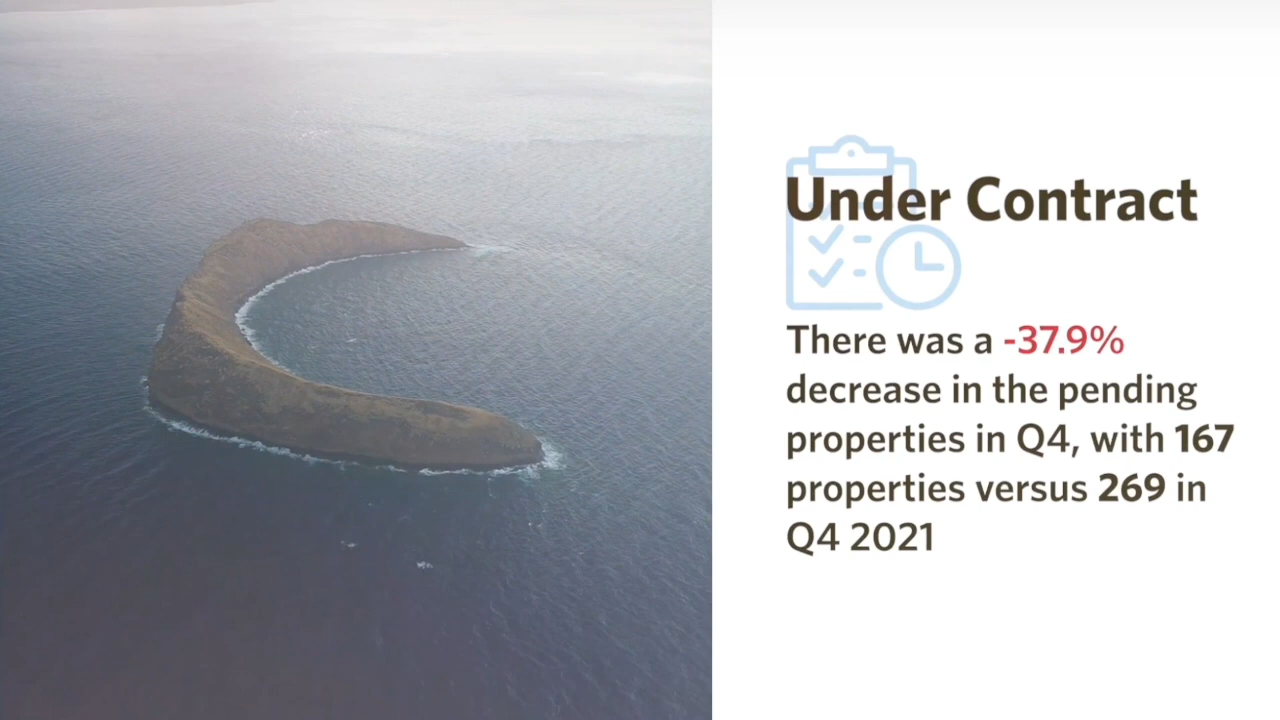 Under Contract
There was a -37.9%
decrease in the pending
properties in Q4, with 167
properties versus 269 in
Q4 2021